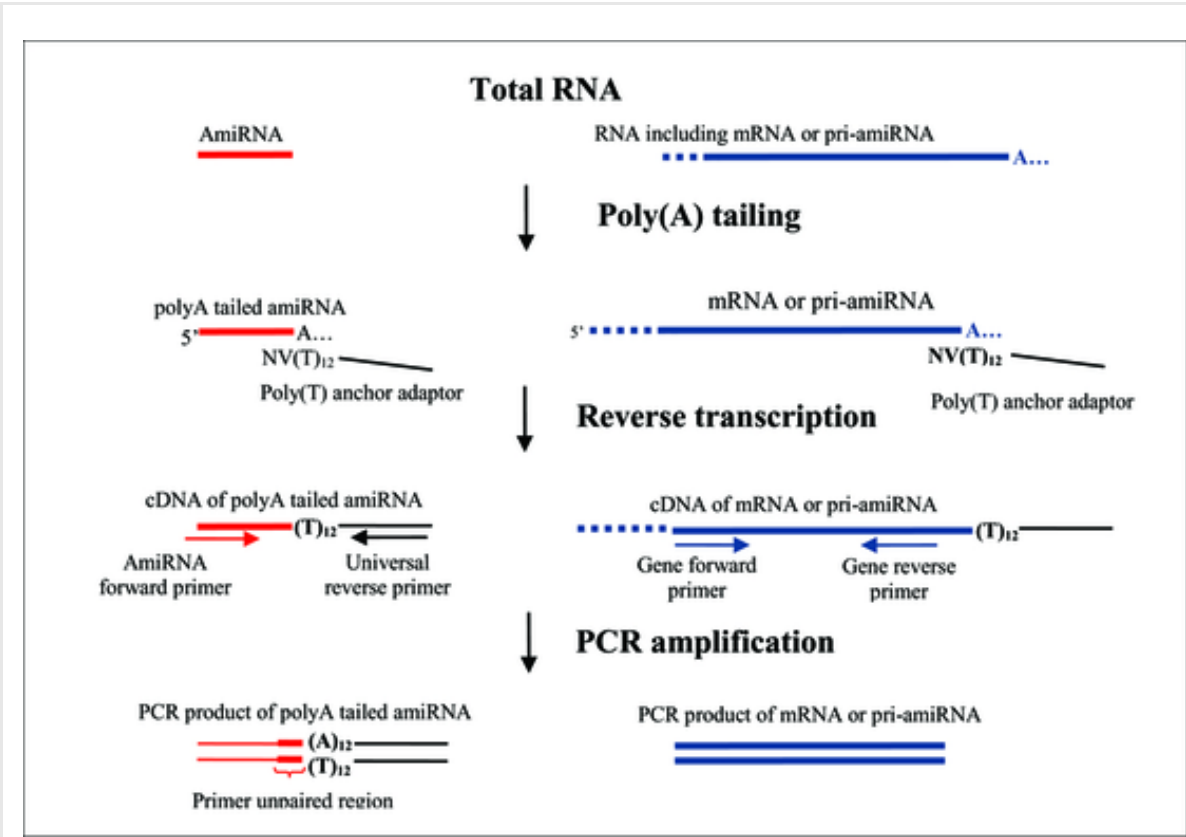 Total RNA
AmiRNA
RNA including mRNA or pri-amiRNA
A...
Poly(A) tailing
polyA tailed amiRNA
5' A...
NV(T)12
Poly(T) anchor adaptor
mRNA or pri-amiRNA
5' A...
NV(T)12
Poly(T) anchor adaptor
Reverse transcription
cDNA of polyA tailed amiRNA
(T)12
AmiRNA
forward primer
Universal
reverse primer
cDNA of mRNA or pri-amiRNA
(T)12
Gene forward
primer
Gene reverse
primer
PCR amplification
PCR product of polyA tailed amiRNA
(A)12
(T)12
Primer unpaired region
PCR product of mRNA or pri-amiRNA